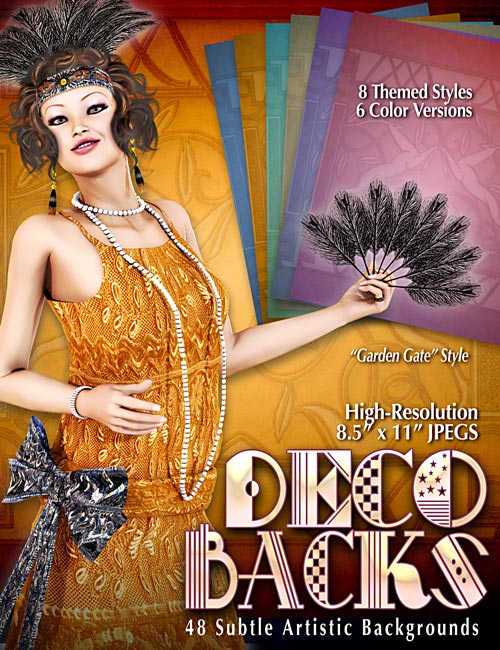 8 Themed Styles
6 Color Versions
“Garden Gate” Style
High-Resolution
8.5” x 11” JPEGS
DECO
BACKS
48 Subtle Artistic Backgrounds